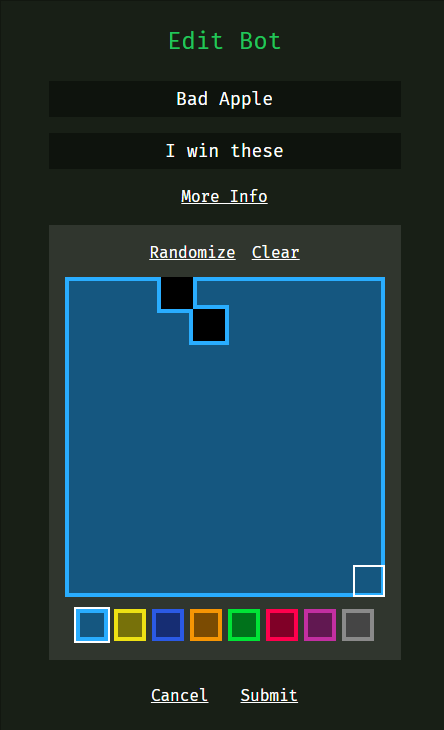 Edit Bot
Bad Apple
I win these
More Info
Randomize Clear
Cancel Submit